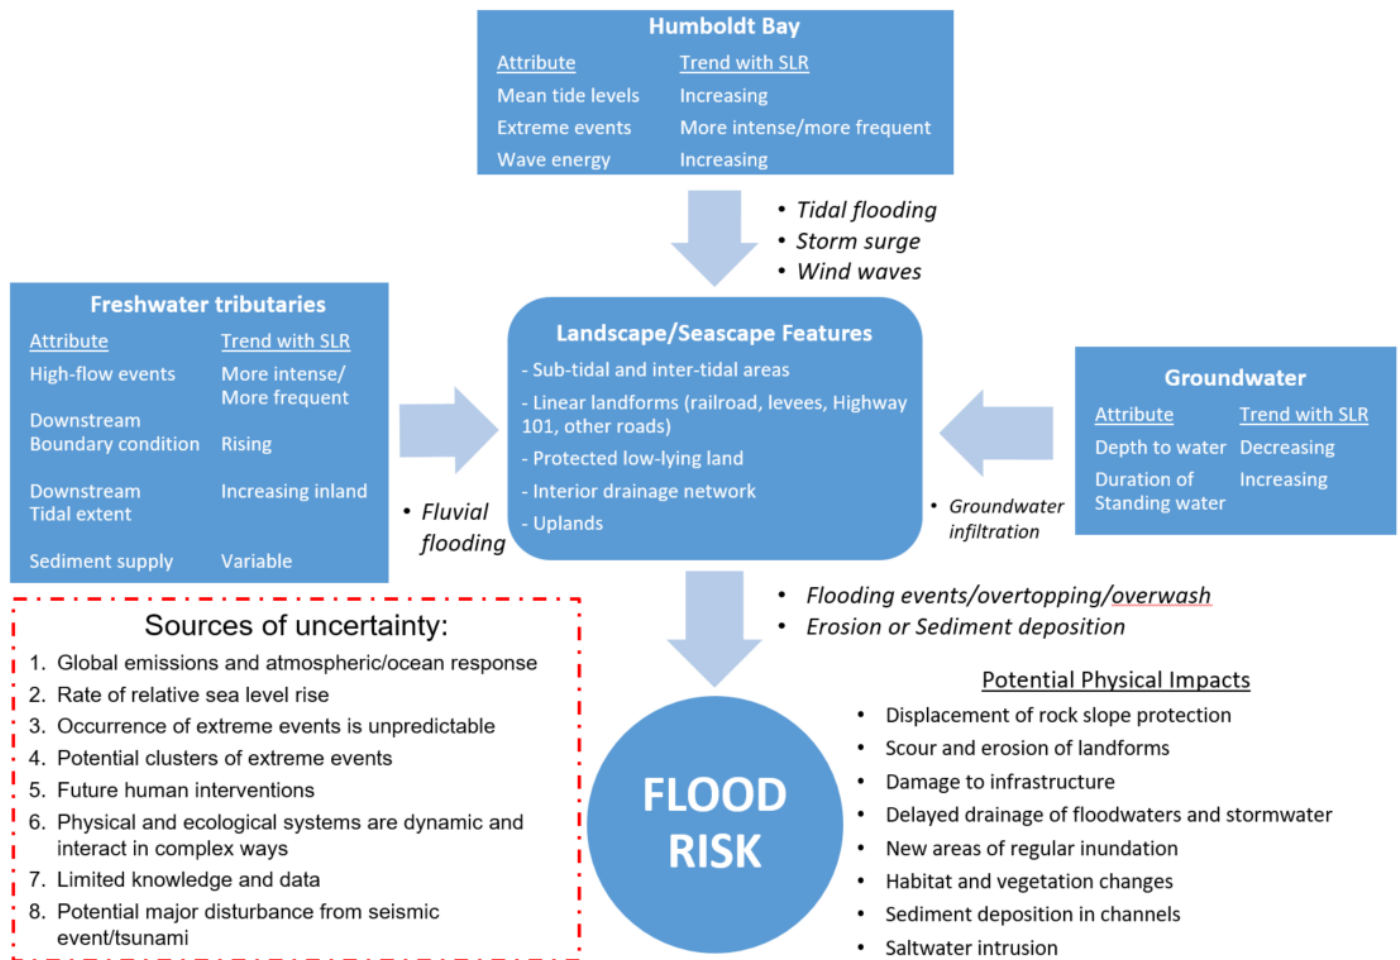 Humboldt Bay
Attribute Trend with SLR
Mean tide levels Increasing
Extreme events More intense/more frequent
Wave energy Increasing
• Tidal flooding
• Storm surge
• Wind waves
Freshwater tributaries
Attribute Trend with SLR
High-flow events More intense/
More frequent
Downstream
Boundary condition Rising
Downstream Increasing inland
Tidal extent
Sediment supply Variable
• Fluvial
flooding
Landscape/Seascape Features
- Sub-tidal and inter-tidal areas
- Linear landforms (railroad, levees, Highway
101, other roads)
- Protected low-lying land
- Interior drainage network
- Uplands
Groundwater
Attribute Trend with SLR
Depth to water Decreasing
Duration of Increasing
Standing water
• Groundwater
infiltration
• Flooding events/overtopping/overwash
• Erosion or Sediment deposition
Sources of uncertainty:
1. Global emissions and atmospheric/ocean response
2. Rate of relative sea level rise
3. Occurrence of extreme events is unpredictable
4. Potential clusters of extreme events
5. Future human interventions
6. Physical and ecological systems are dynamic and
interact in complex ways
7. Limited knowledge and data
8. Potential major disturbance from seismic
event/tsunami
FLOOD
RISK
Potential Physical Impacts
• Displacement of rock slope protection
• Scour and erosion of landforms
• Damage to infrastructure
• Delayed drainage of floodwaters and stormwater
• New areas of regular inundation
• Habitat and vegetation changes
• Sediment deposition in channels
• Saltwater intrusion